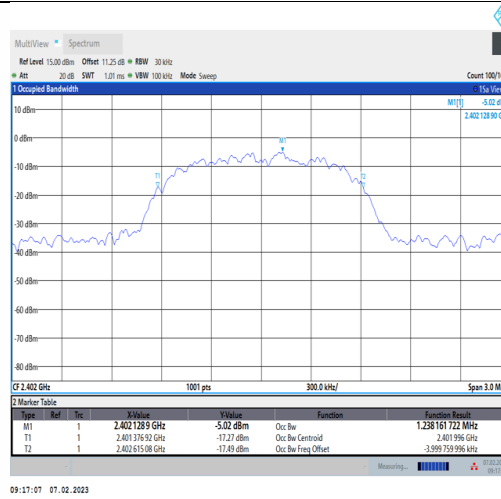 MultiView Spectrum
Ref Level 15.00 dBm Offset 11.25 dB RBW 30 kHz
Att 20 dB SWT 1.01 ms VBW 100 kHz Mode Sweep Count 100/1
1 Occupied Bandwidth 1Sa Vie
M1[1] -5.02 d
2.402 128 90
10 dBm
0 dBm
M1
-10 dBm
T1
T2
-20 dBm
-30 dBm
-40 dBm
-50 dBm
-60 dBm
-70 dBm
-80 dBm
CF 2.402 GHz 1001 pts 300.0 kHz/ Span 3.0 M
2 Marker Table
Type Ref Trc X-Value Y-Value Function Function Result
M1 1 2.402 128 9 -5.02 dBm Occ Bw 1.238 161 722 MHz
T1 1 2.401 376 92 -17.27 dBm Occ Bw Centroid 2.401 996 GHz
T2 1 2.402 615 08 -17.49 dBm Occ Bw Freq Offset -3.999 759 996 kHz
Measuring...
09:17:07 07.02.2023